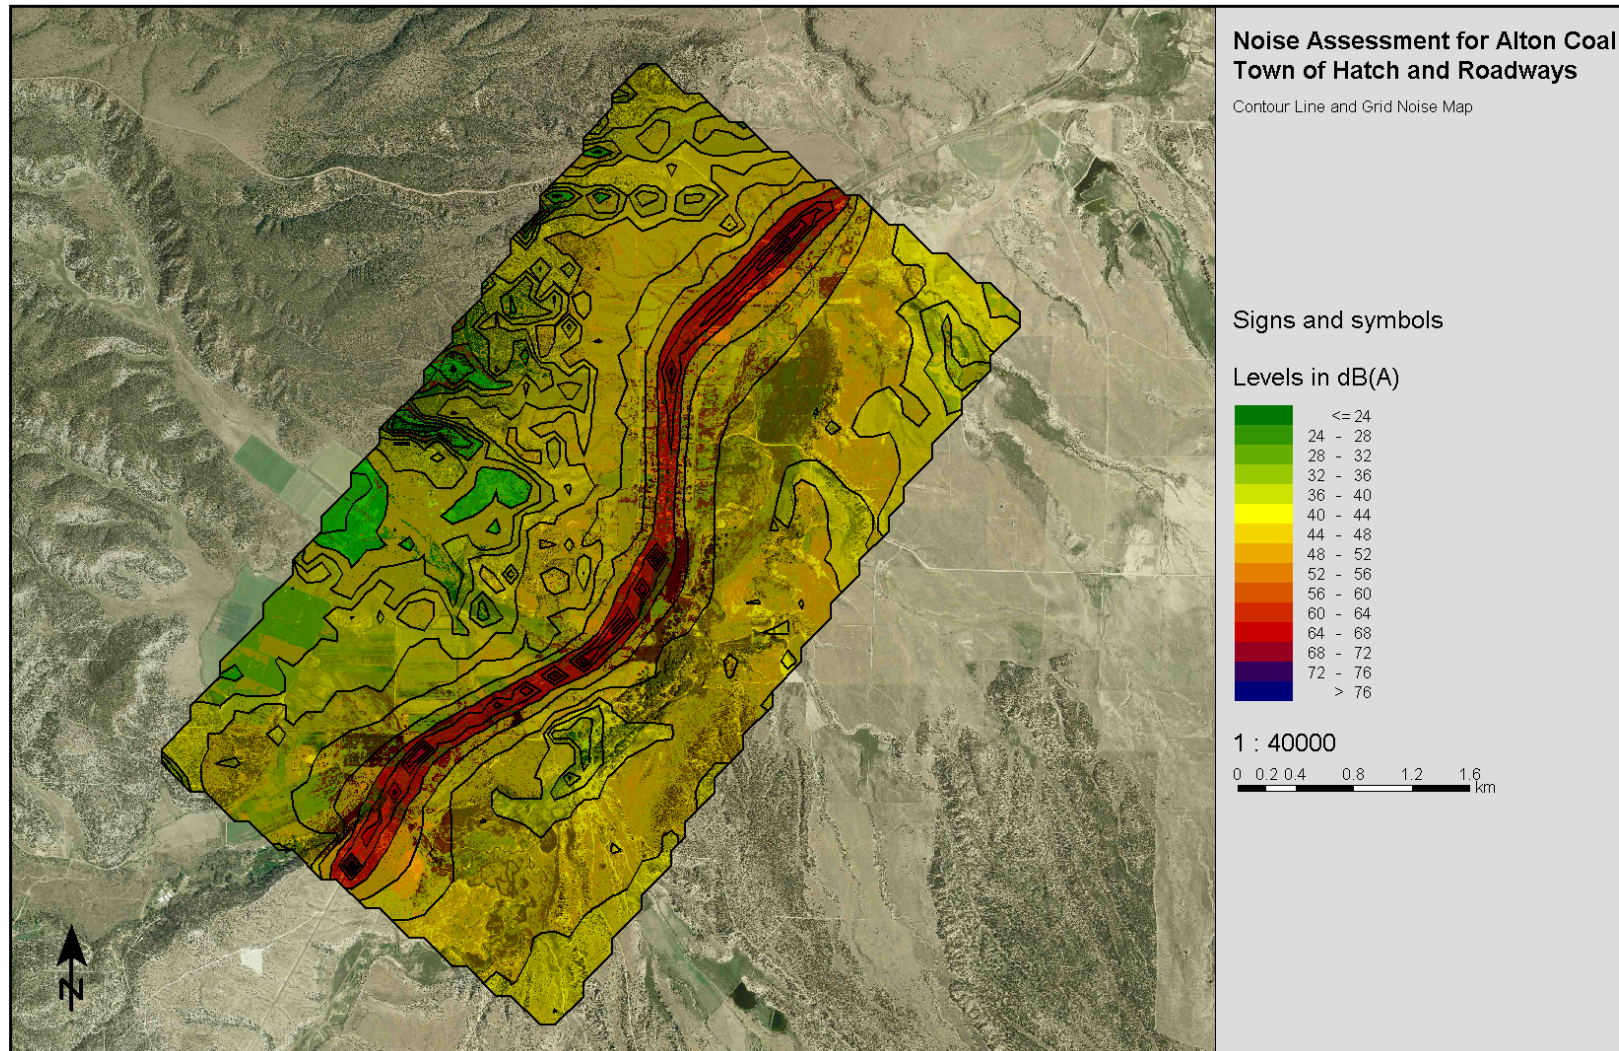 Noise Assessment for Alton Coal
Town of Hatch and Roadways
Contour Line and Grid Noise Map
Signs and symbols
Levels in dB(A)
<= 24
24 - 28
28 - 32
32 - 36
36 - 40
40 - 44
44 - 48
48 - 52
52 - 56
56 - 60
60 - 64
64 - 68
68 - 72
72 - 76
> 76
1 : 40000
0 0.2 0.4 0.8 1.2 1.6
km
N